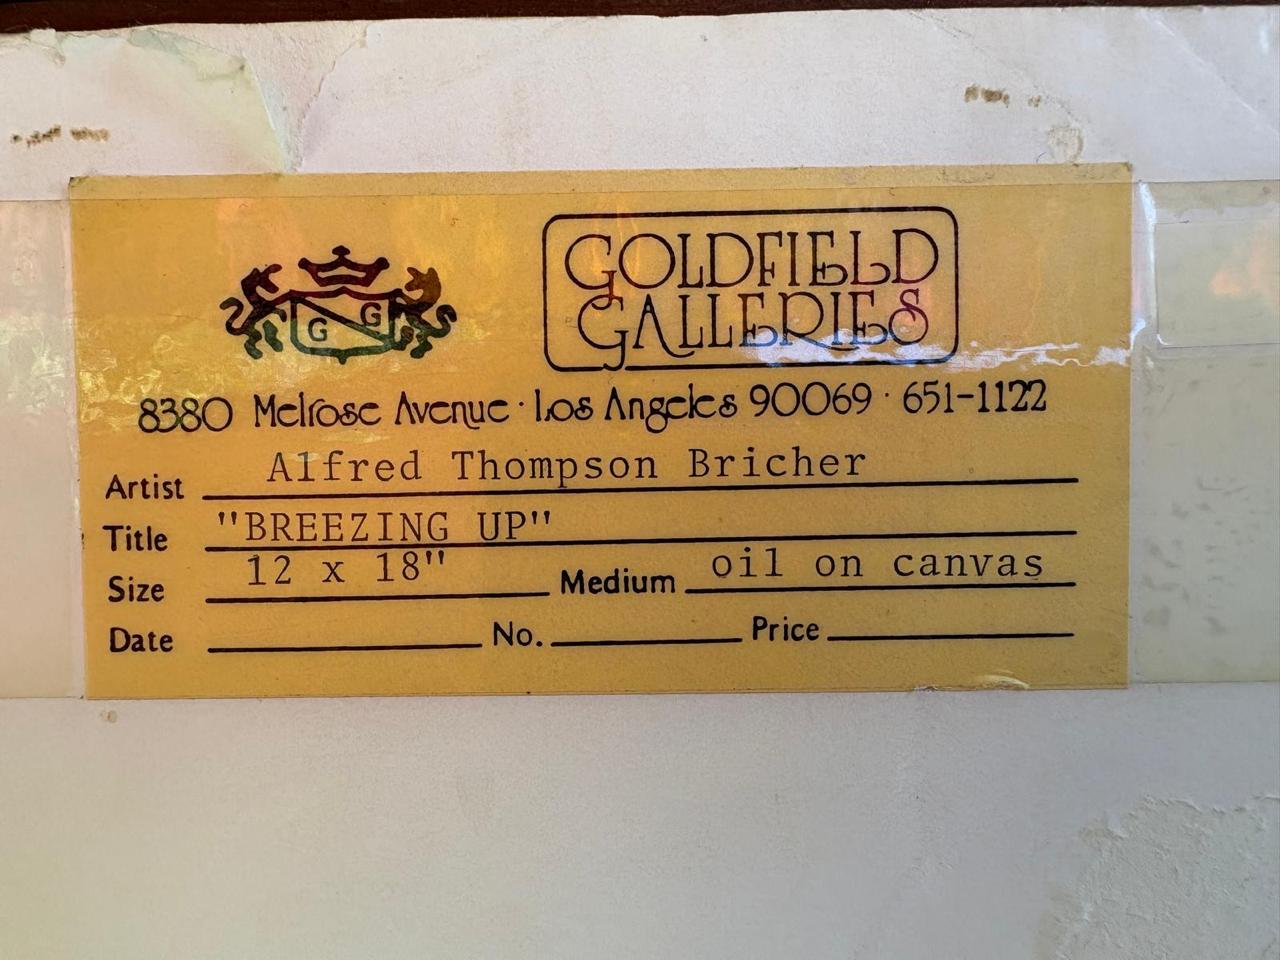 G G
GOLDFIELD
GALLERIES
8380 Melrose Avenue · Los Angeles 90069 · 651-1122
Artist Alfred Thompson Bricher
Title "BREEZING UP"
Size 12 x 18" Medium oil on canvas
Date No. Price